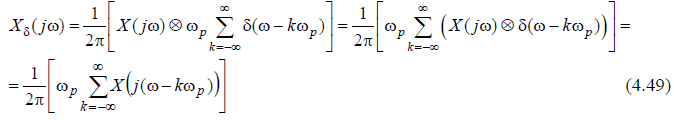 X_δ(jω) = 1/2π [ X(jω) ⊗ ω_p ∑_{k=−∞}^{∞} δ(ω − kω_p) ] = 1/2π [ ω_p ∑_{k=−∞}^{∞} (X(jω) ⊗ δ(ω − kω_p)) ] =
= 1/2π [ ω_p ∑_{k=−∞}^{∞} X(j(ω − kω_p)) ] (4.49)